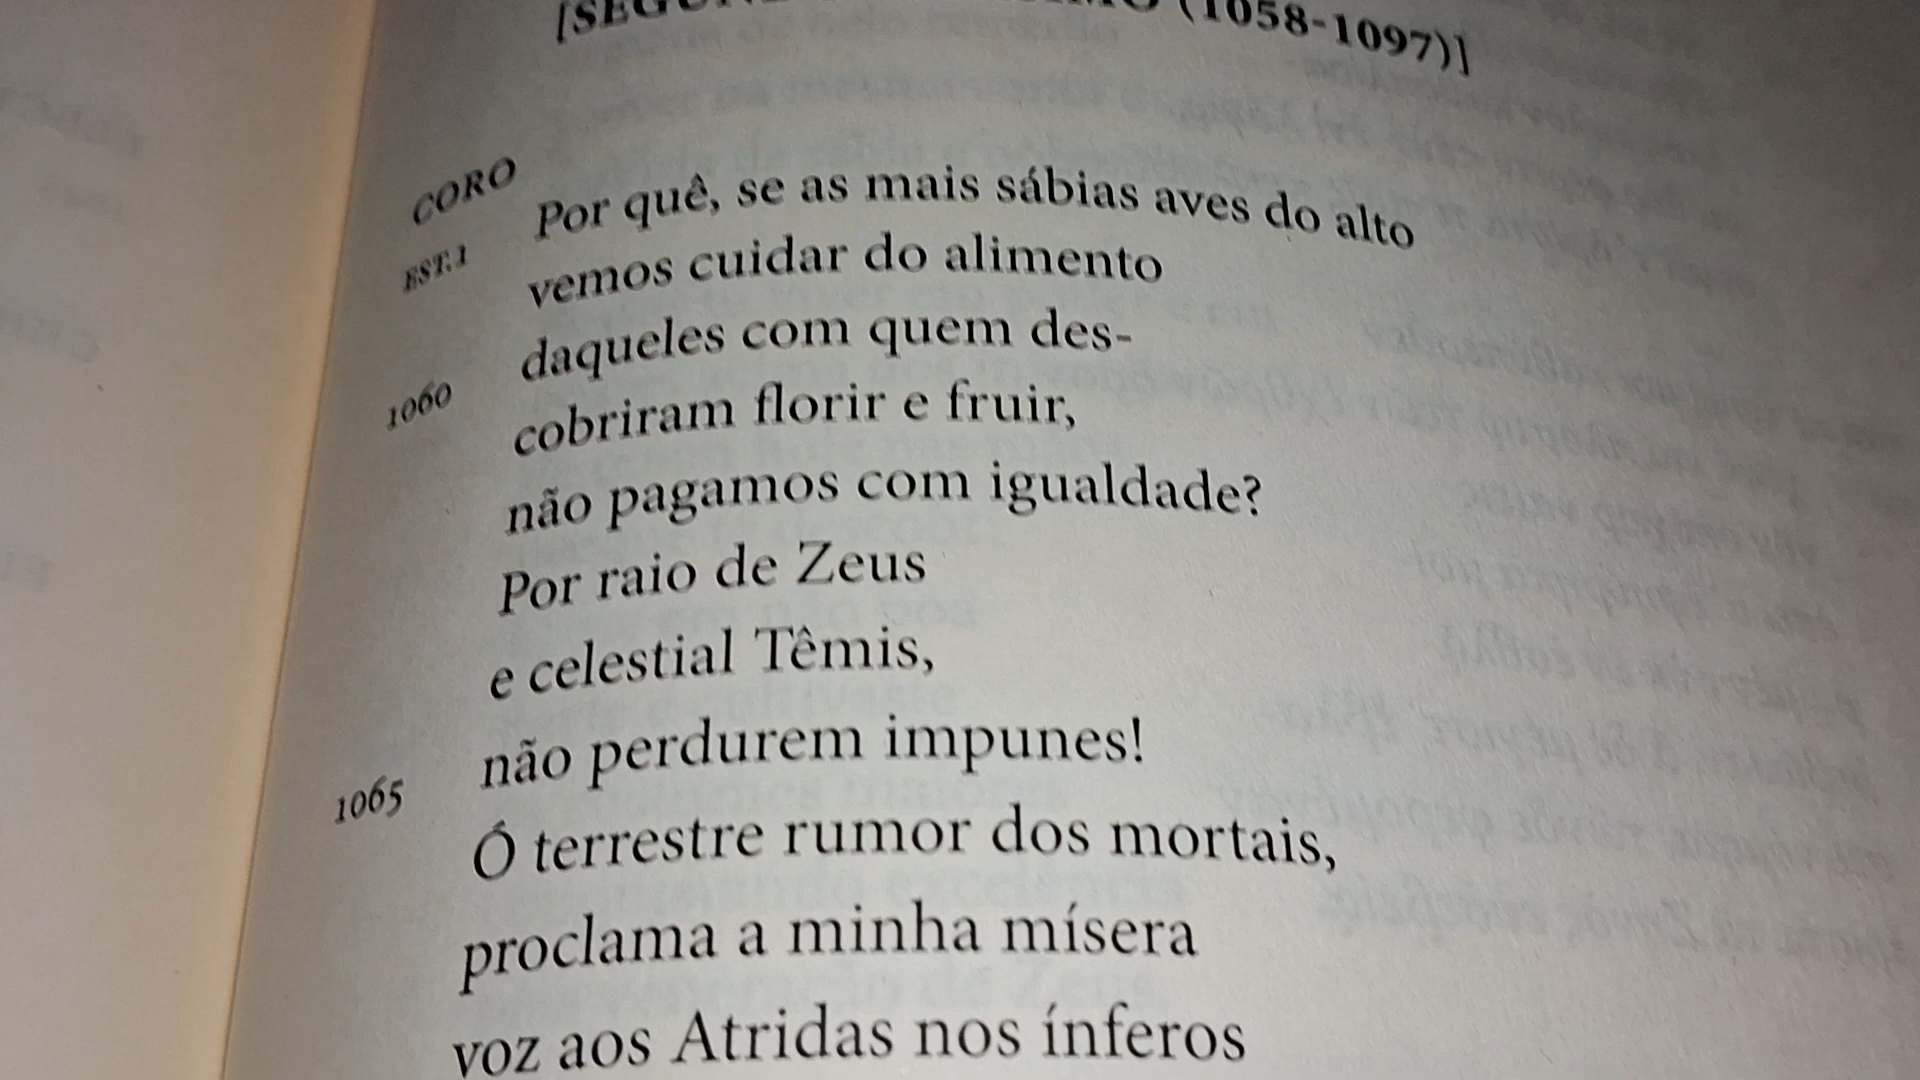 (1058-1097)]
CORO
Por quê, se as mais sábias aves do alto
EST.1
vemos cuidar do alimento
daqueles com quem des-
1060
cobriram florir e fruir,
não pagamos com igualdade?
Por raio de Zeus
e celestial Têmis,
não perdurem impunes!
1065
Ó terrestre rumor dos mortais,
proclama a minha mísera
voz aos Atridas nos ínferos